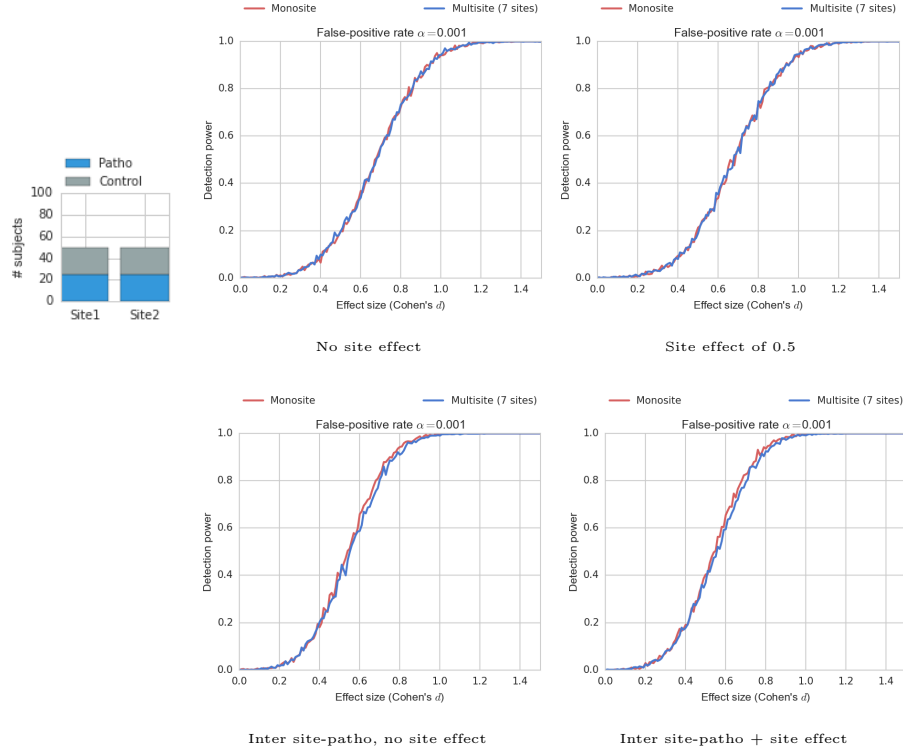 Monosite
Multisite (7 sites)
False-positive rate α=0.001
1.0
0.8
0.6
0.4
0.2
0.0
Detection power
0.0 0.2 0.4 0.6 0.8 1.0 1.2 1.4
Effect size (Cohen's d)
No site effect
Monosite
Multisite (7 sites)
False-positive rate α=0.001
1.0
0.8
0.6
0.4
0.2
0.0
Detection power
0.0 0.2 0.4 0.6 0.8 1.0 1.2 1.4
Effect size (Cohen's d)
Site effect of 0.5
Patho
Control
100
80
60
40
20
0
# subjects
Site1 Site2
Monosite
Multisite (7 sites)
False-positive rate α=0.001
1.0
0.8
0.6
0.4
0.2
0.0
Detection power
0.0 0.2 0.4 0.6 0.8 1.0 1.2 1.4
Effect size (Cohen's d)
Inter site-patho, no site effect
Monosite
Multisite (7 sites)
False-positive rate α=0.001
1.0
0.8
0.6
0.4
0.2
0.0
Detection power
0.0 0.2 0.4 0.6 0.8 1.0 1.2 1.4
Effect size (Cohen's d)
Inter site-patho + site effect